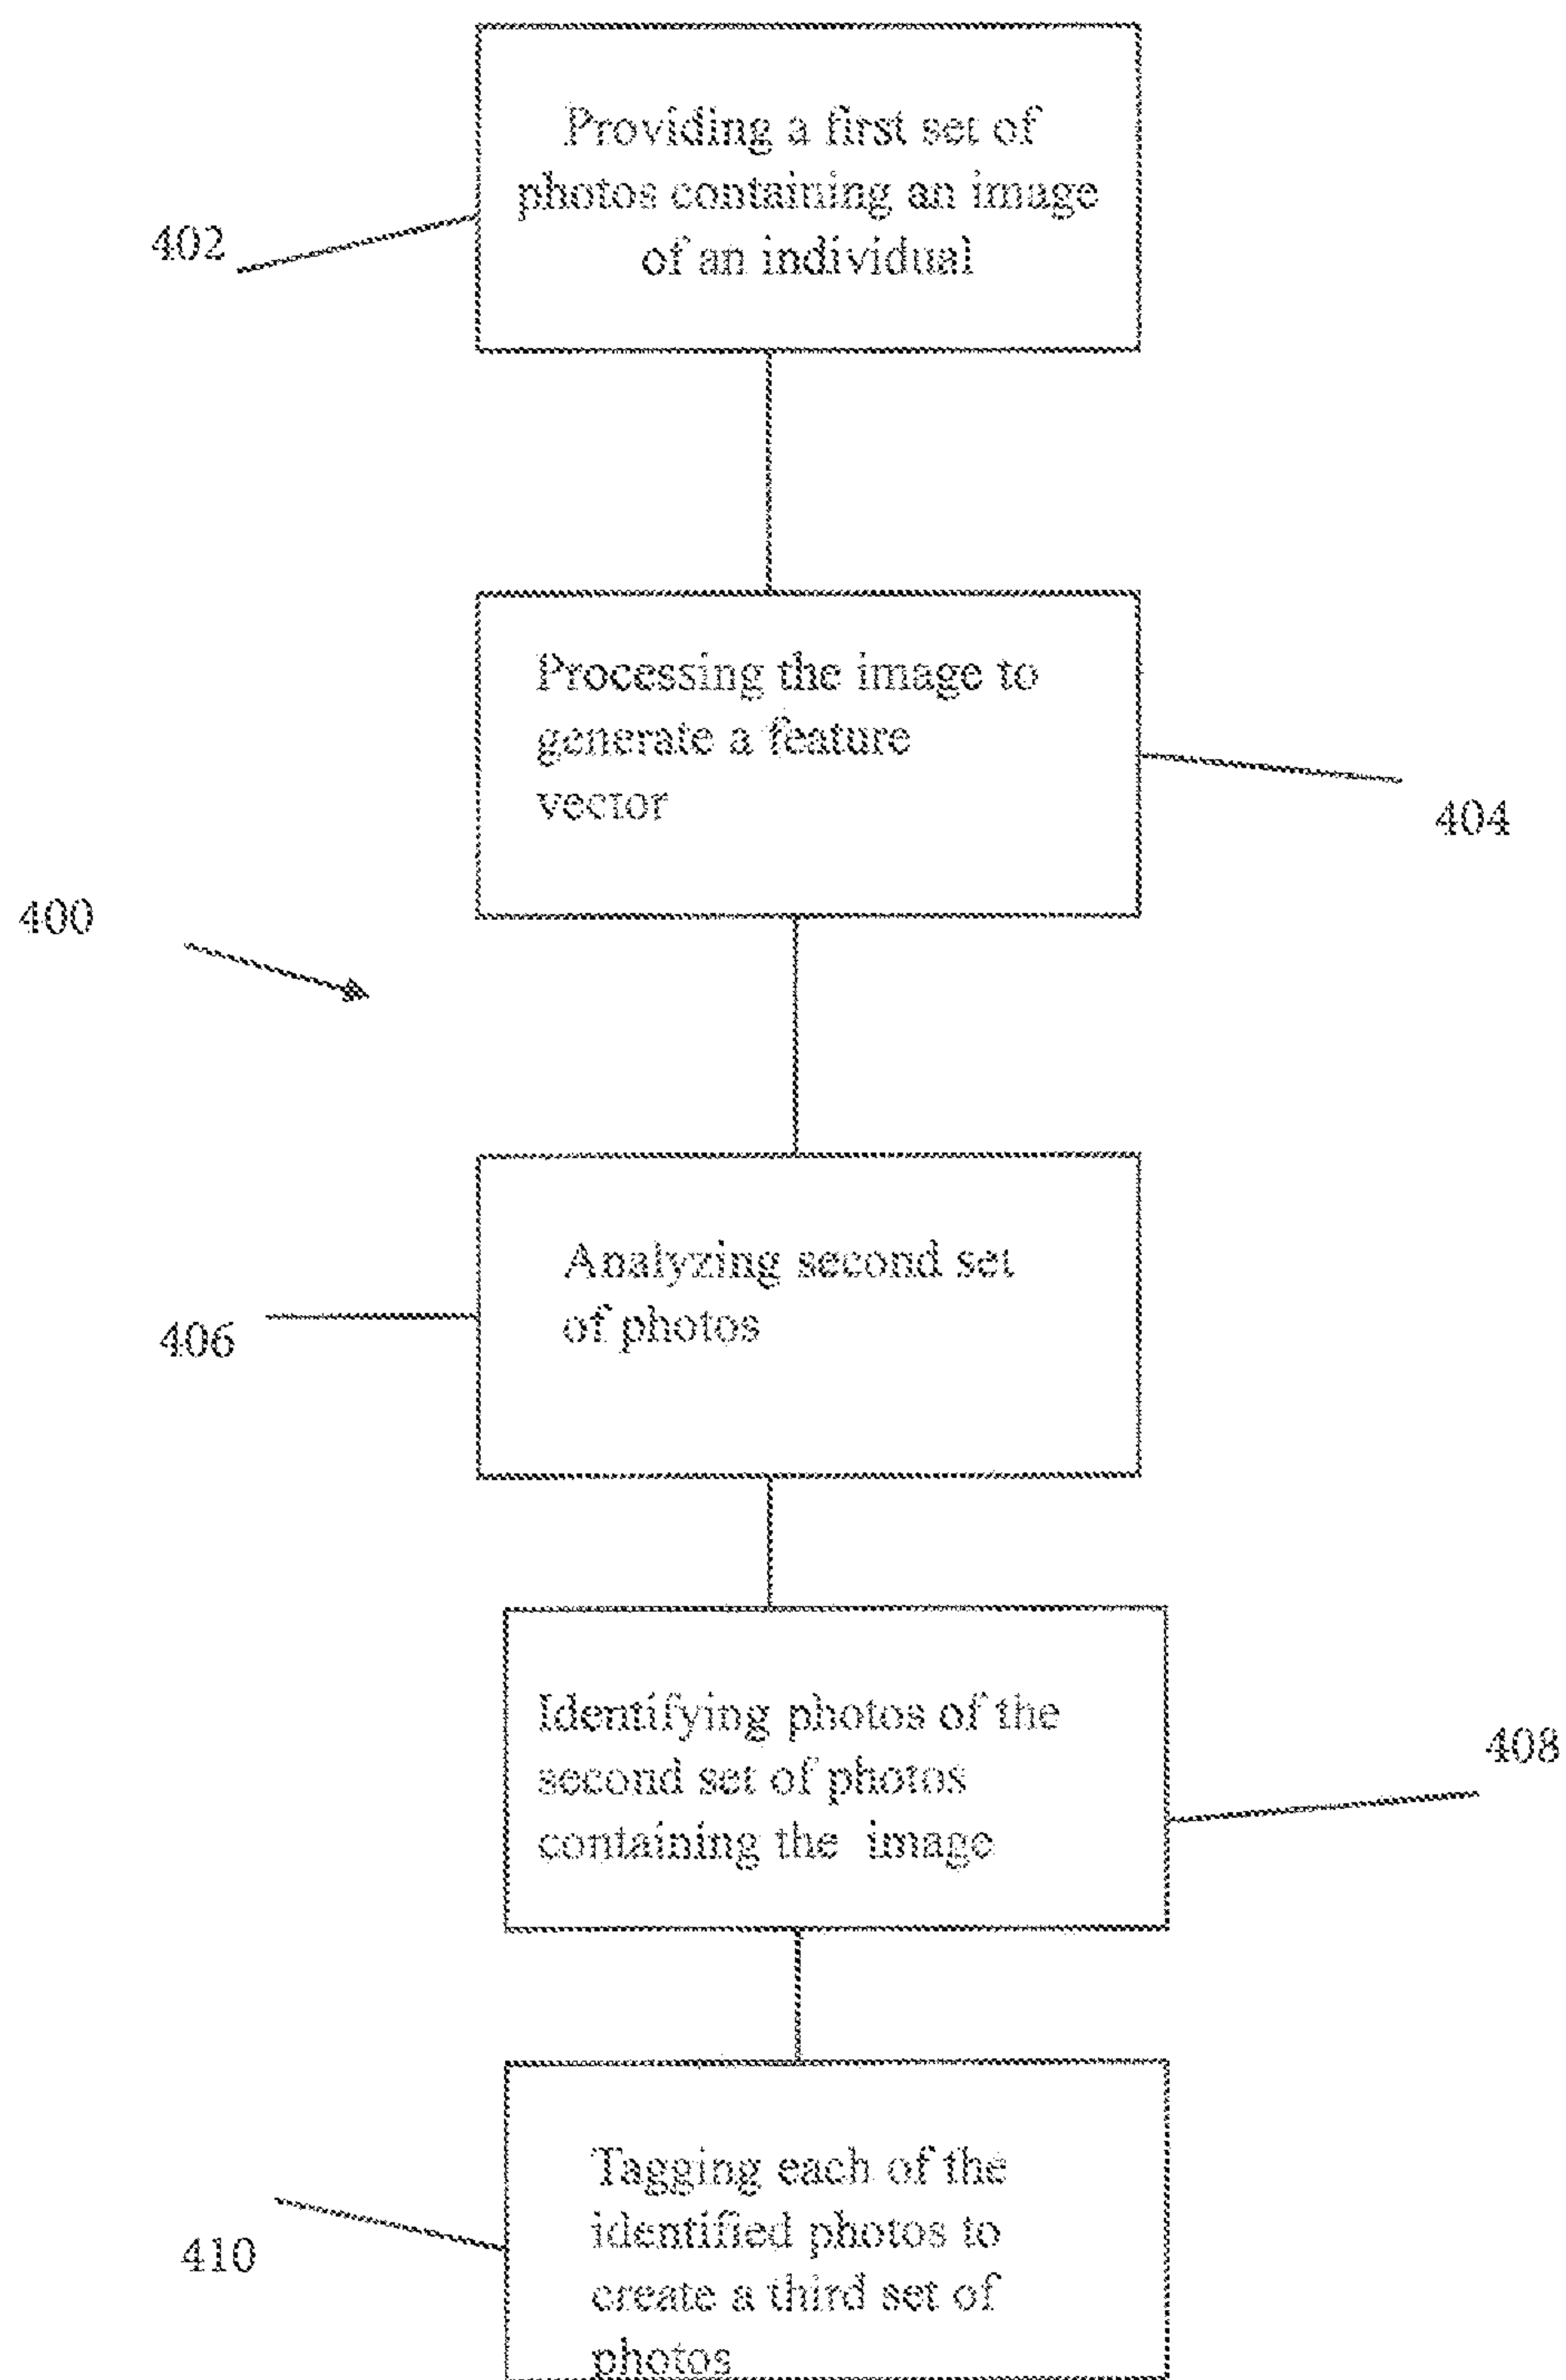 Providing a first set of
photos containing an image
of an individual
402
Processing the image to
generate a feature
vector
404
400
Analyzing second set
of photos
406
Identifying photos of the
second set of photos
containing the image
408
Tagging each of the
identified photos to
create a third set of
photos
410